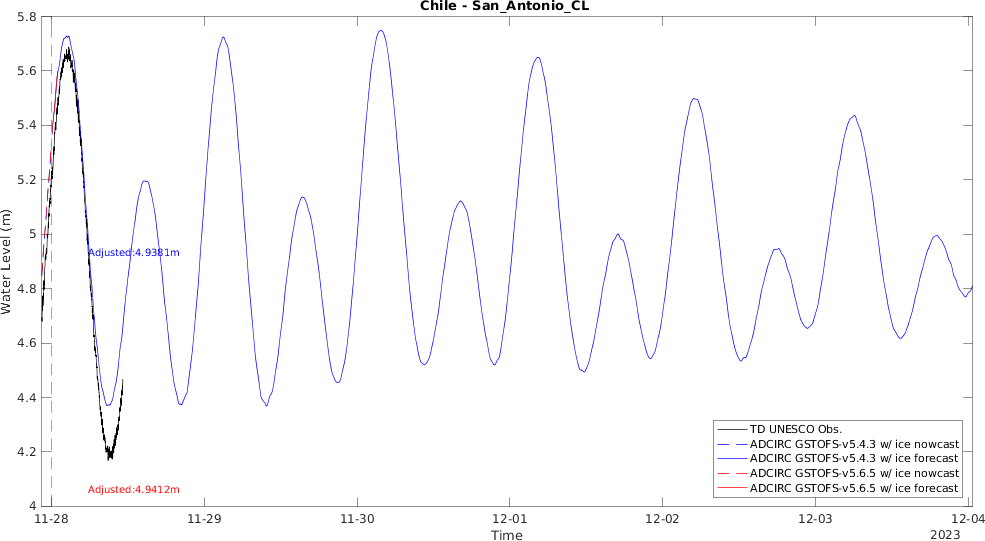 Chile - San_Antonio_CL
5.8
5.6
5.4
5.2
5
4.8
4.6
4.4
4.2
4
Water Level (m)
Adjusted:4.9381m
Adjusted:4.9412m
TD UNESCO Obs.
ADCIRC GSTOFS-v5.4.3 w/ ice nowcast
ADCIRC GSTOFS-v5.4.3 w/ ice forecast
ADCIRC GSTOFS-v5.6.5 w/ ice nowcast
ADCIRC GSTOFS-v5.6.5 w/ ice forecast
11-28 11-29 11-30 12-01 12-02 12-03 12-04
Time
2023